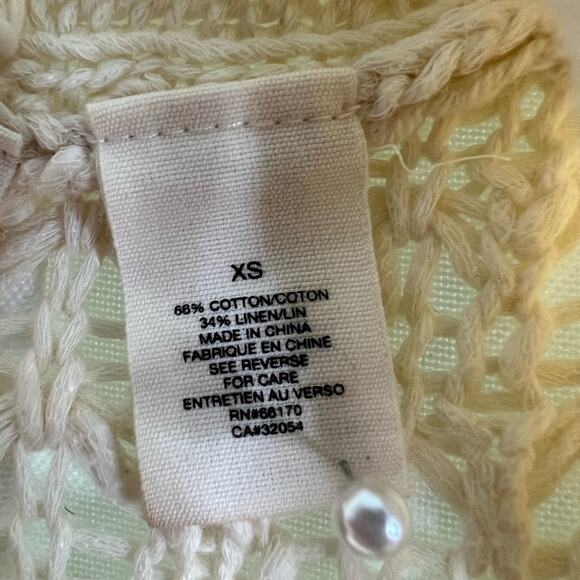 XS
66% COTTON/COTON
34% LINEN/LIN
MADE IN CHINA
FABRIQUE EN CHINE
SEE REVERSE
FOR CARE
ENTRETIEN AU VERSO
RN#66170
CA#32054